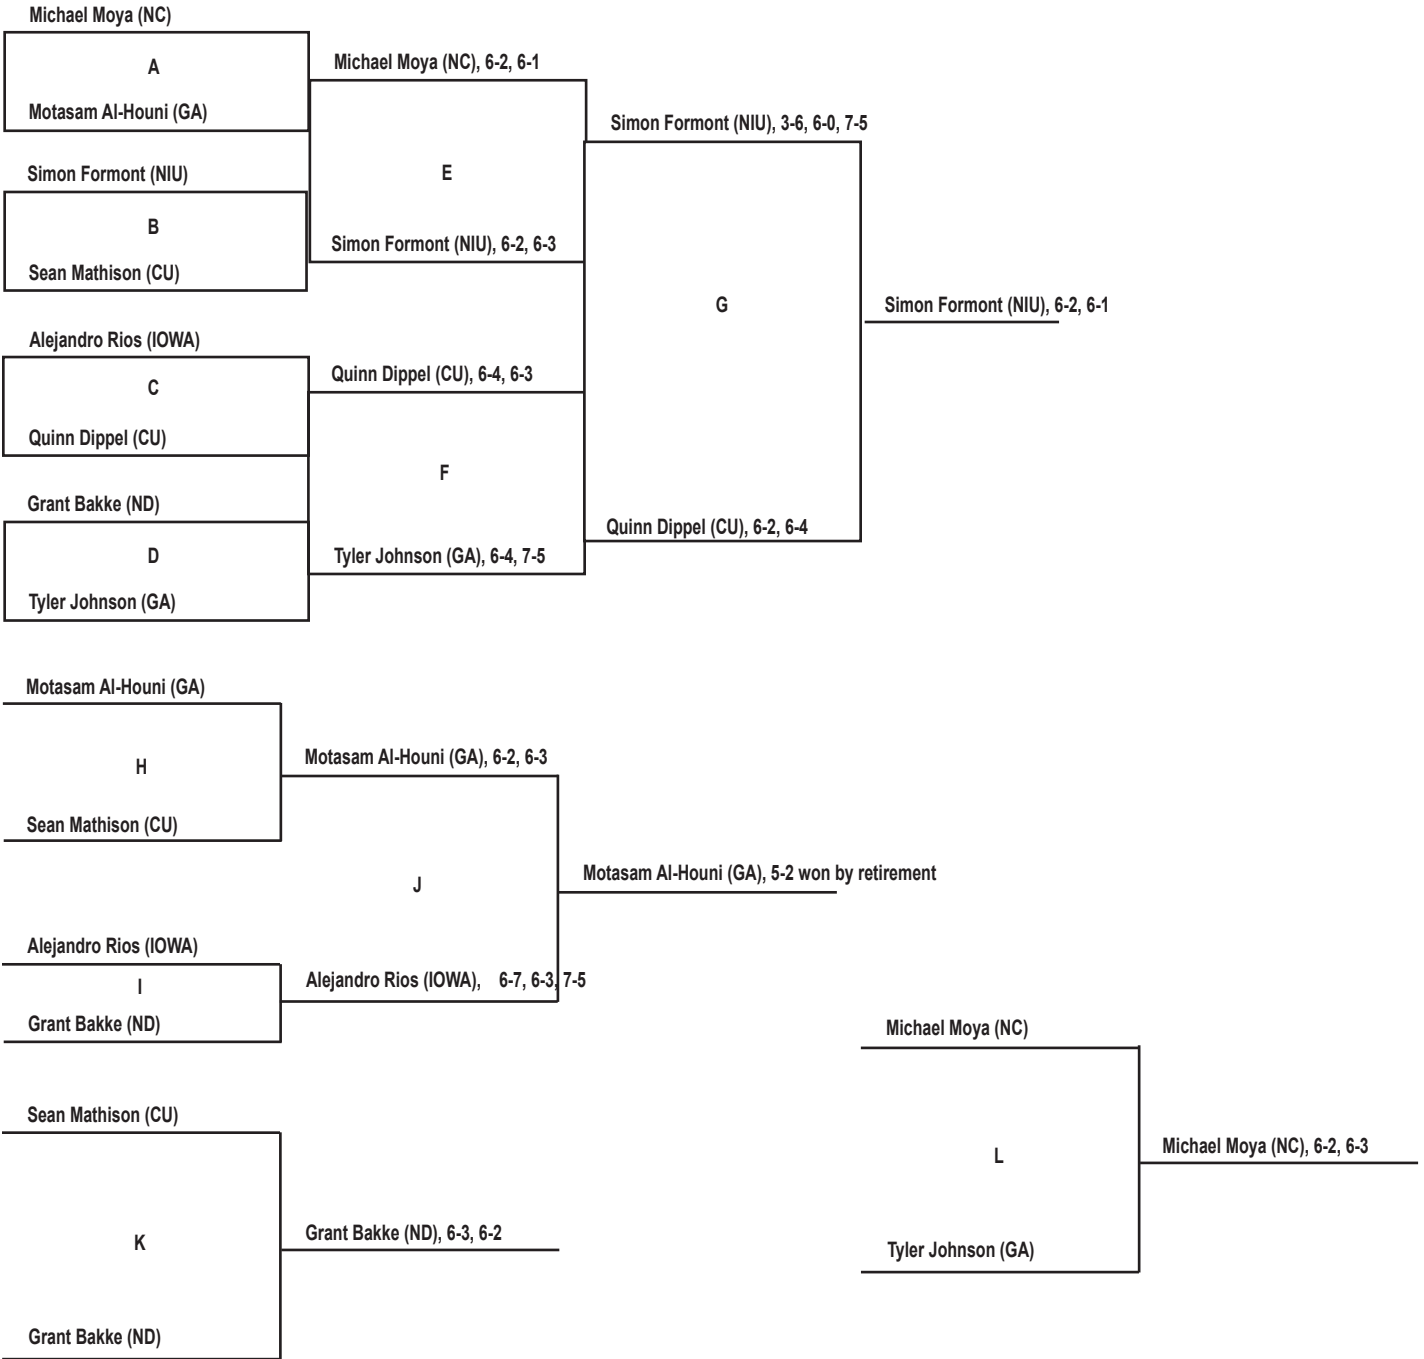 Michael Moya (NC)
A
Motasam Al-Houni (GA)
Michael Moya (NC), 6-2, 6-1
Simon Formont (NIU)
B
Sean Mathison (CU)
E
Simon Formont (NIU), 6-2, 6-3
Simon Formont (NIU), 3-6, 6-0, 7-5
Alejandro Rios (IOWA)
C
Quinn Dippel (CU)
Quinn Dippel (CU), 6-4, 6-3
Grant Bakke (ND)
D
Tyler Johnson (GA)
F
Tyler Johnson (GA), 6-4, 7-5
G
Quinn Dippel (CU), 6-2, 6-4
Simon Formont (NIU), 6-2, 6-1
Motasam Al-Houni (GA)
H
Sean Mathison (CU)
Motasam Al-Houni (GA), 6-2, 6-3
Alejandro Rios (IOWA)
I
Grant Bakke (ND)
J
Alejandro Rios (IOWA), 6-7, 6-3, 7-5
Motasam Al-Houni (GA), 5-2 won by retirement
Sean Mathison (CU)
K
Grant Bakke (ND)
Grant Bakke (ND), 6-3, 6-2
Michael Moya (NC)
L
Tyler Johnson (GA)
Michael Moya (NC), 6-2, 6-3